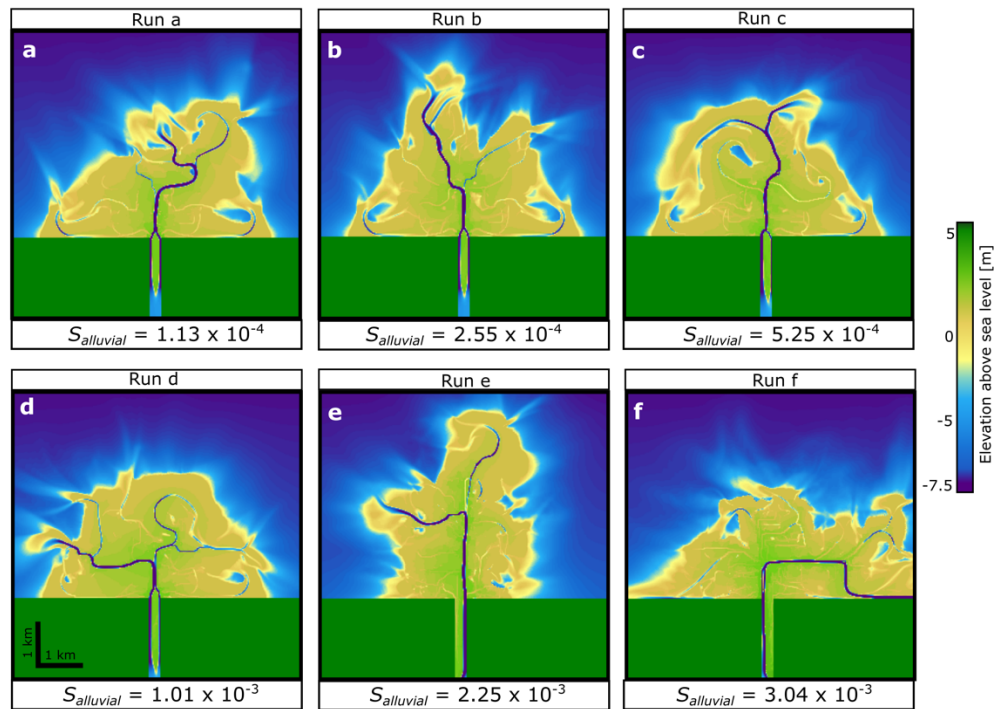 Run a
Run b
Run c
a
b
c
S_alluvial = 1.13 x 10⁻⁴
S_alluvial = 2.55 x 10⁻⁴
S_alluvial = 5.25 x 10⁻⁴
Run d
Run e
Run f
d
e
f
1 km
1 km
S_alluvial = 1.01 x 10⁻³
S_alluvial = 2.25 x 10⁻³
S_alluvial = 3.04 x 10⁻³
5
0
-5
-7.5
Elevation above sea level [m]